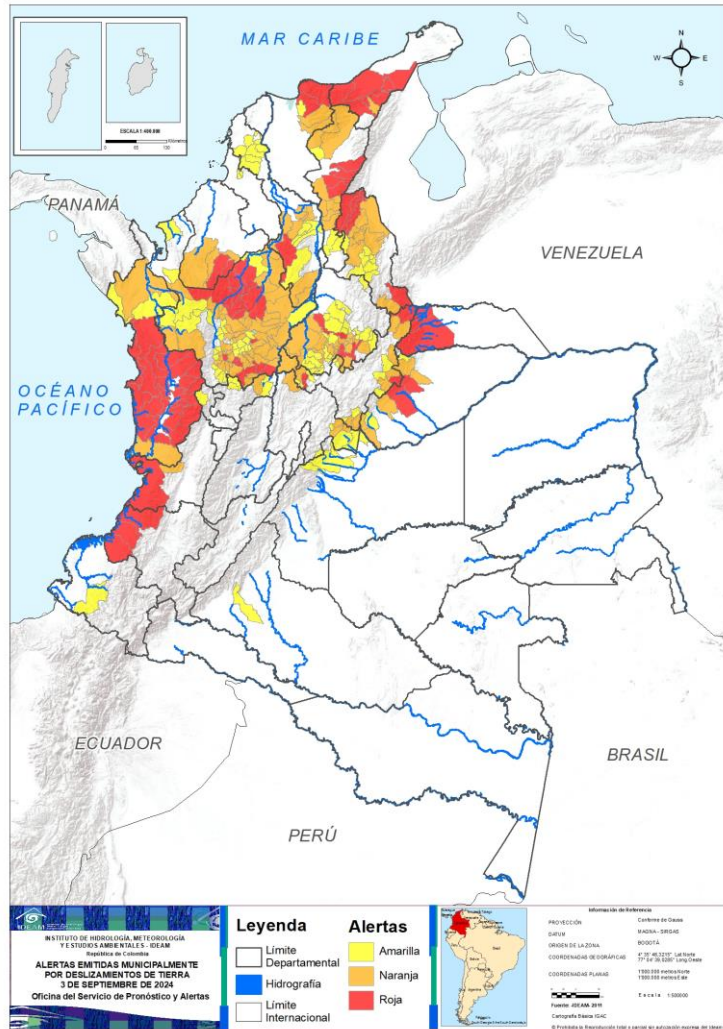 MAR CARIBE
N
W
E
S
ESCALA 1:400.000
PANAMÁ
VENEZUELA
OCÉANO
PACÍFICO
ECUADOR
BRASIL
PERÚ
IDEAM
INSTITUTO DE HIDROLOGÍA, METEOROLOGÍA
Y ESTUDIOS AMBIENTALES - IDEAM
República de Colombia
ALERTAS EMITIDAS MUNICIPALMENTE
POR DESLIZAMIENTOS DE TIERRA
3 DE SEPTIEMBRE DE 2024
Oficina del Servicio de Pronóstico y Alertas
Leyenda
Límite
Departamental
Hidrografía
Límite
Internacional
Alertas
Amarilla
Naranja
Roja
Información de Referencia
PROYECCIÓN Conforme de Gauss
DATUM MAGNA - SIRGAS
ORIGEN DE LA ZONA BOGOTÁ
COORDENADAS GEOGRÁFICAS
COORDENADAS PLANAS
Escala
Fuente: IDEAM
Cartografía Básica IGAC